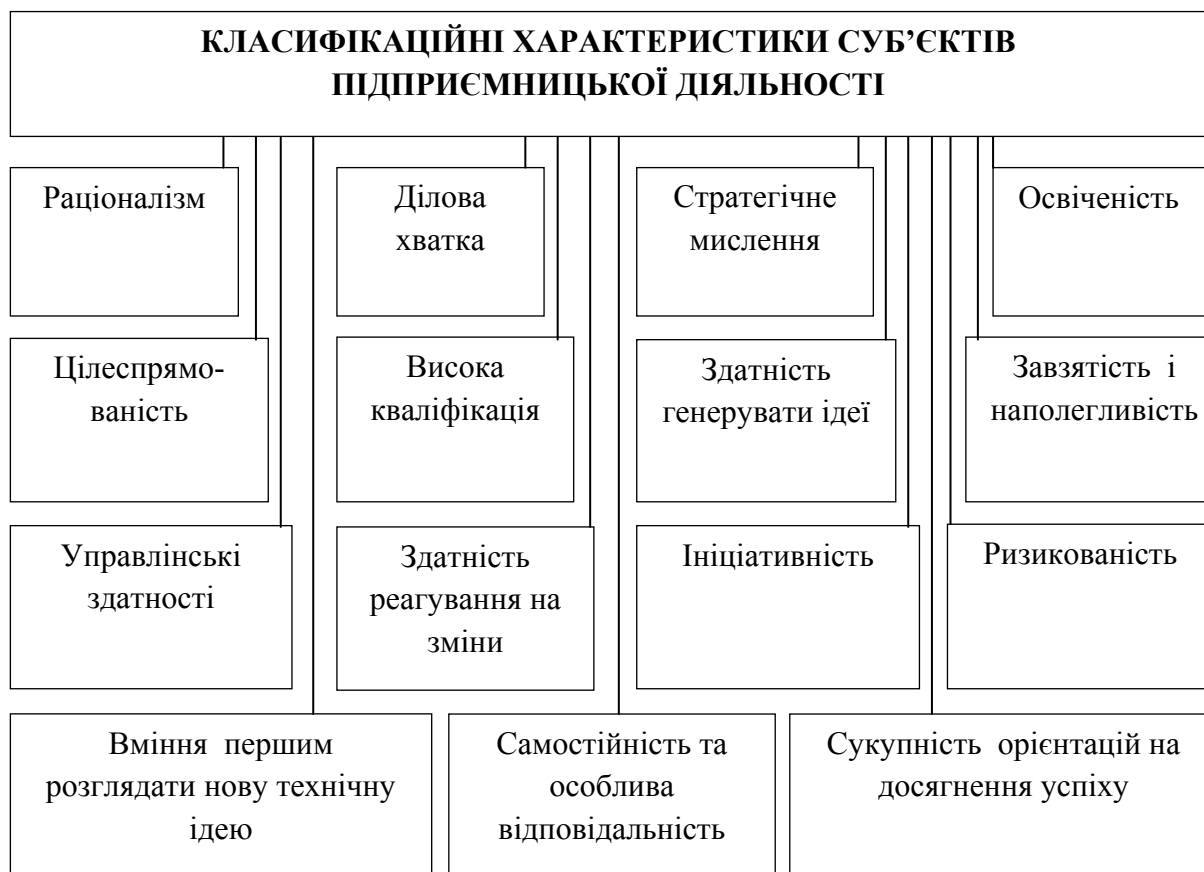 КЛАСИФІКАЦІЙНІ ХАРАКТЕРИСТИКИ СУБ’ЄКТІВ
ПІДПРИЄМНИЦЬКОЇ ДІЯЛЬНОСТІ
Раціоналізм
Ділова
хватка
Стратегічне
мислення
Освіченість
Цілеспрямо-
ваність
Висока
кваліфікація
Здатність
генерувати ідеї
Завзятість і
наполегливість
Управлінські
здатності
Здатність
реагування на
зміни
Ініціативність
Ризикованість
Вміння першим
розглядати нову технічну
ідею
Самостійність та
особлива
відповідальність
Сукупність орієнтацій на
досягнення успіху